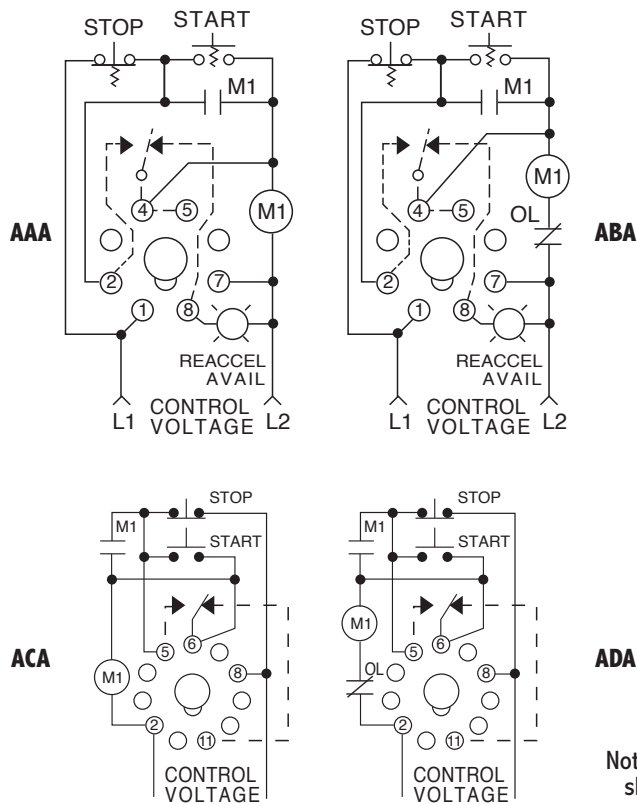 STOP START
M1
4 5
M1
2 7
1 8
REACCEL
AVAIL
CONTROL
VOLTAGE
L1 L2
AAA
STOP START
M1
M1
OL
4 5
2 7
1 8
REACCEL
AVAIL
CONTROL
VOLTAGE
L1 L2
ABA
STOP
M1
START
5 6
8
M1
2
11
CONTROL
VOLTAGE
ACA
STOP
M1
START
M1
5 6
8
OL
2
11
CONTROL
VOLTAGE
ADA